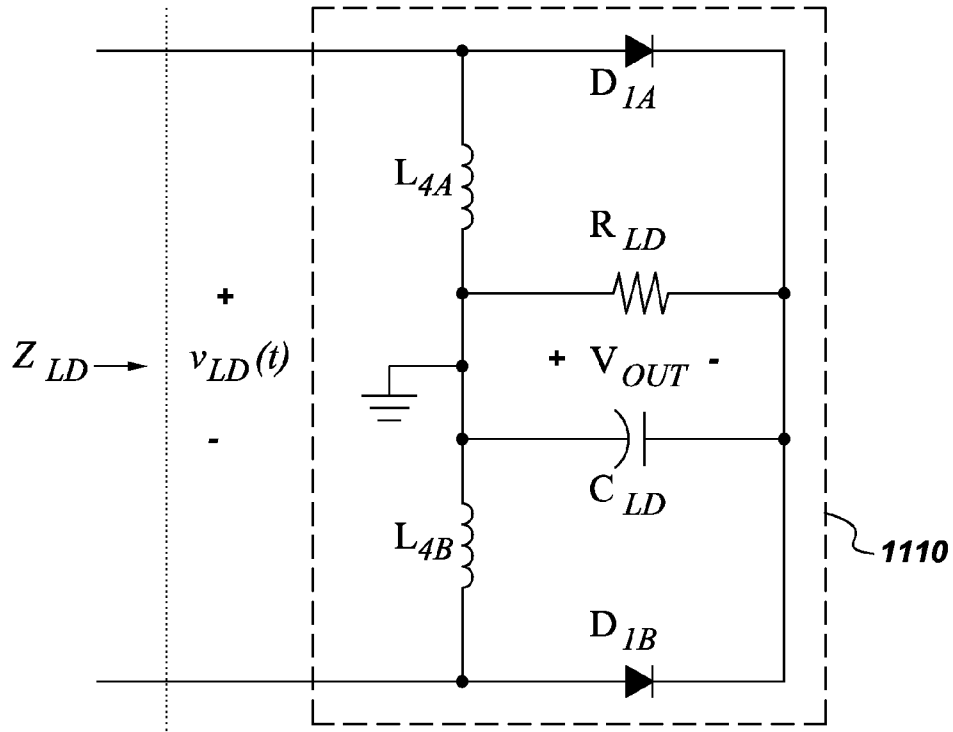 D1A
L4A
RLD
+
ZLD
vLD(t)
+ VOUT -
-
CLD
L4B
1110
D1B